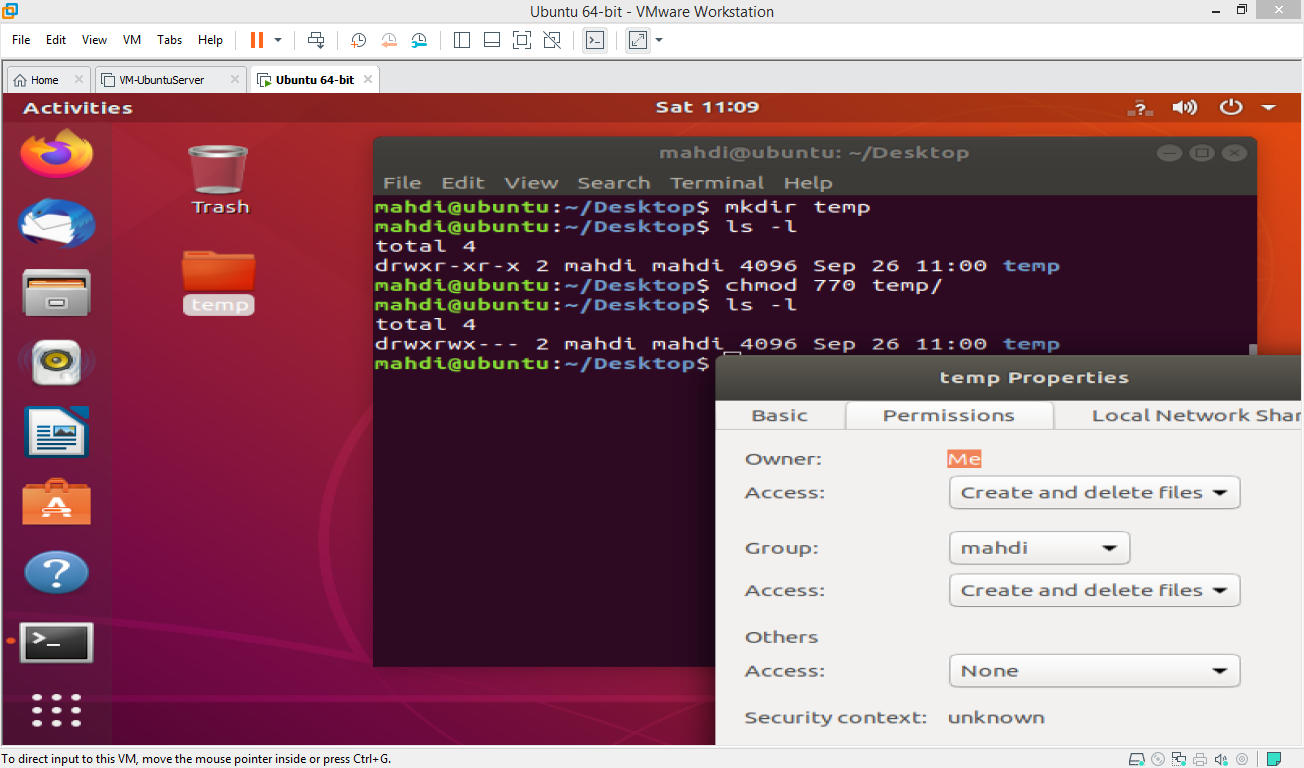 Ubuntu 64-bit - VMware Workstation
File Edit View VM Tabs Help
Home VM-UbuntuServer Ubuntu 64-bit
Activities Sat 11:09 ?
Trash
temp
mahdi@ubuntu: ~/Desktop
File Edit View Search Terminal Help
mahdi@ubuntu:~/Desktop$ mkdir temp
mahdi@ubuntu:~/Desktop$ ls -l
total 4
drwxr-xr-x 2 mahdi mahdi 4096 Sep 26 11:00 temp
mahdi@ubuntu:~/Desktop$ chmod 770 temp/
mahdi@ubuntu:~/Desktop$ ls -l
total 4
drwxrwx--- 2 mahdi mahdi 4096 Sep 26 11:00 temp
mahdi@ubuntu:~/Desktop$
temp Properties
Basic Permissions Local Network Shar
Owner: Me
Access: Create and delete files
Group: mahdi
Access: Create and delete files
Others
Access: None
Security context: unknown
To direct input to this VM, move the mouse pointer inside or press Ctrl+G.